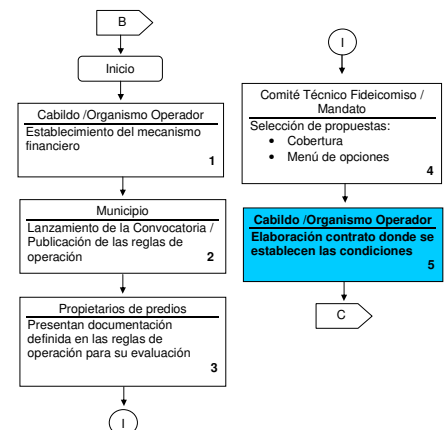 B
Inicio
Cabildo /Organismo Operador
Establecimiento del mecanismo
financiero
1
Municipio
Lanzamiento de la Convocatoria /
Publicación de las reglas de
operación
2
Propietarios de predios
Presentan documentación
definida en las reglas de
operación para su evaluación
3
I
I
Comité Técnico Fideicomiso /
Mandato
Selección de propuestas:
• Cobertura
• Menú de opciones
4
Cabildo /Organismo Operador
Elaboración contrato donde se
establecen las condiciones
5
C